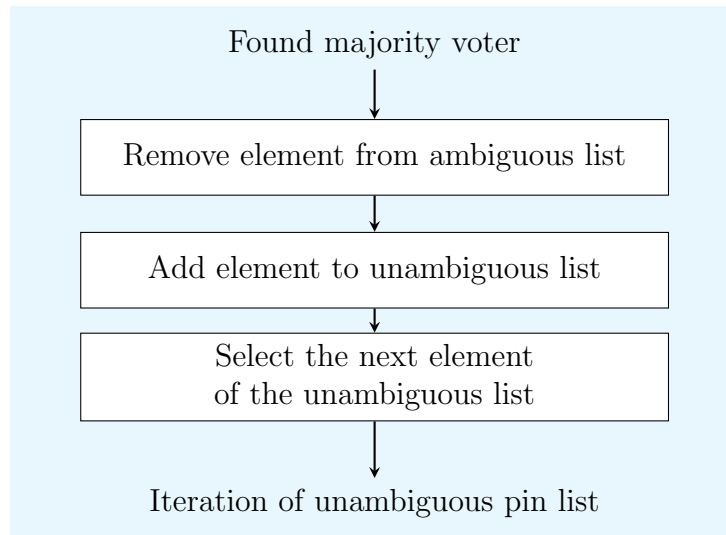 Found majority voter
Remove element from ambiguous list
Add element to unambiguous list
Select the next element
of the unambiguous list
Iteration of unambiguous pin list